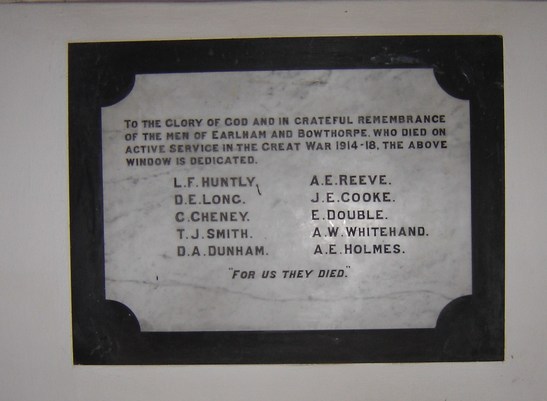 TO THE GLORY OF GOD AND IN GRATEFUL REMEMBRANCE
OF THE MEN OF EARLHAM AND BOWTHORPE, WHO DIED ON
ACTIVE SERVICE IN THE GREAT WAR 1914-18, THE ABOVE
WINDOW IS DEDICATED.
L.F. HUNTLY. A.E. REEVE.
D.E. LONG. J.E. COOKE.
C. CHENEY. E. DOUBLE.
T.J. SMITH. A.W. WHITEHAND.
D.A. DUNHAM. A.E. HOLMES.
"FOR US THEY DIED."